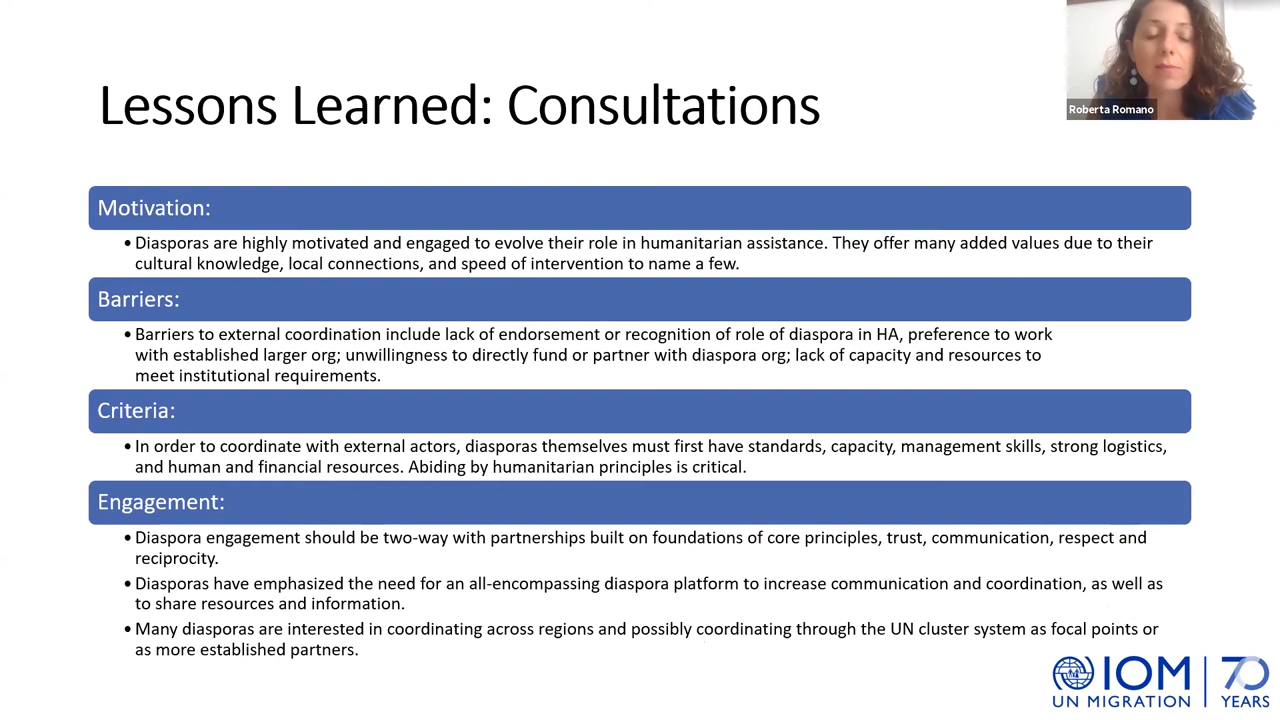 Lessons Learned: Consultations
Roberta Romano
Motivation:
• Diasporas are highly motivated and engaged to evolve their role in humanitarian assistance. They offer many added values due to their
cultural knowledge, local connections, and speed of intervention to name a few.
Barriers:
• Barriers to external coordination include lack of endorsement or recognition of role of diaspora in HA, preference to work
with established larger org; unwillingness to directly fund or partner with diaspora org; lack of capacity and resources to
meet institutional requirements.
Criteria:
• In order to coordinate with external actors, diasporas themselves must first have standards, capacity, management skills, strong logistics,
and human and financial resources. Abiding by humanitarian principles is critical.
Engagement:
• Diaspora engagement should be two-way with partnerships built on foundations of core principles, trust, communication, respect and
reciprocity.
• Diasporas have emphasized the need for an all-encompassing diaspora platform to increase communication and coordination, as well as
to share resources and information.
• Many diasporas are interested in coordinating across regions and possibly coordinating through the UN cluster system as focal points or
as more established partners.
IOM 70
UN MIGRATION YEARS